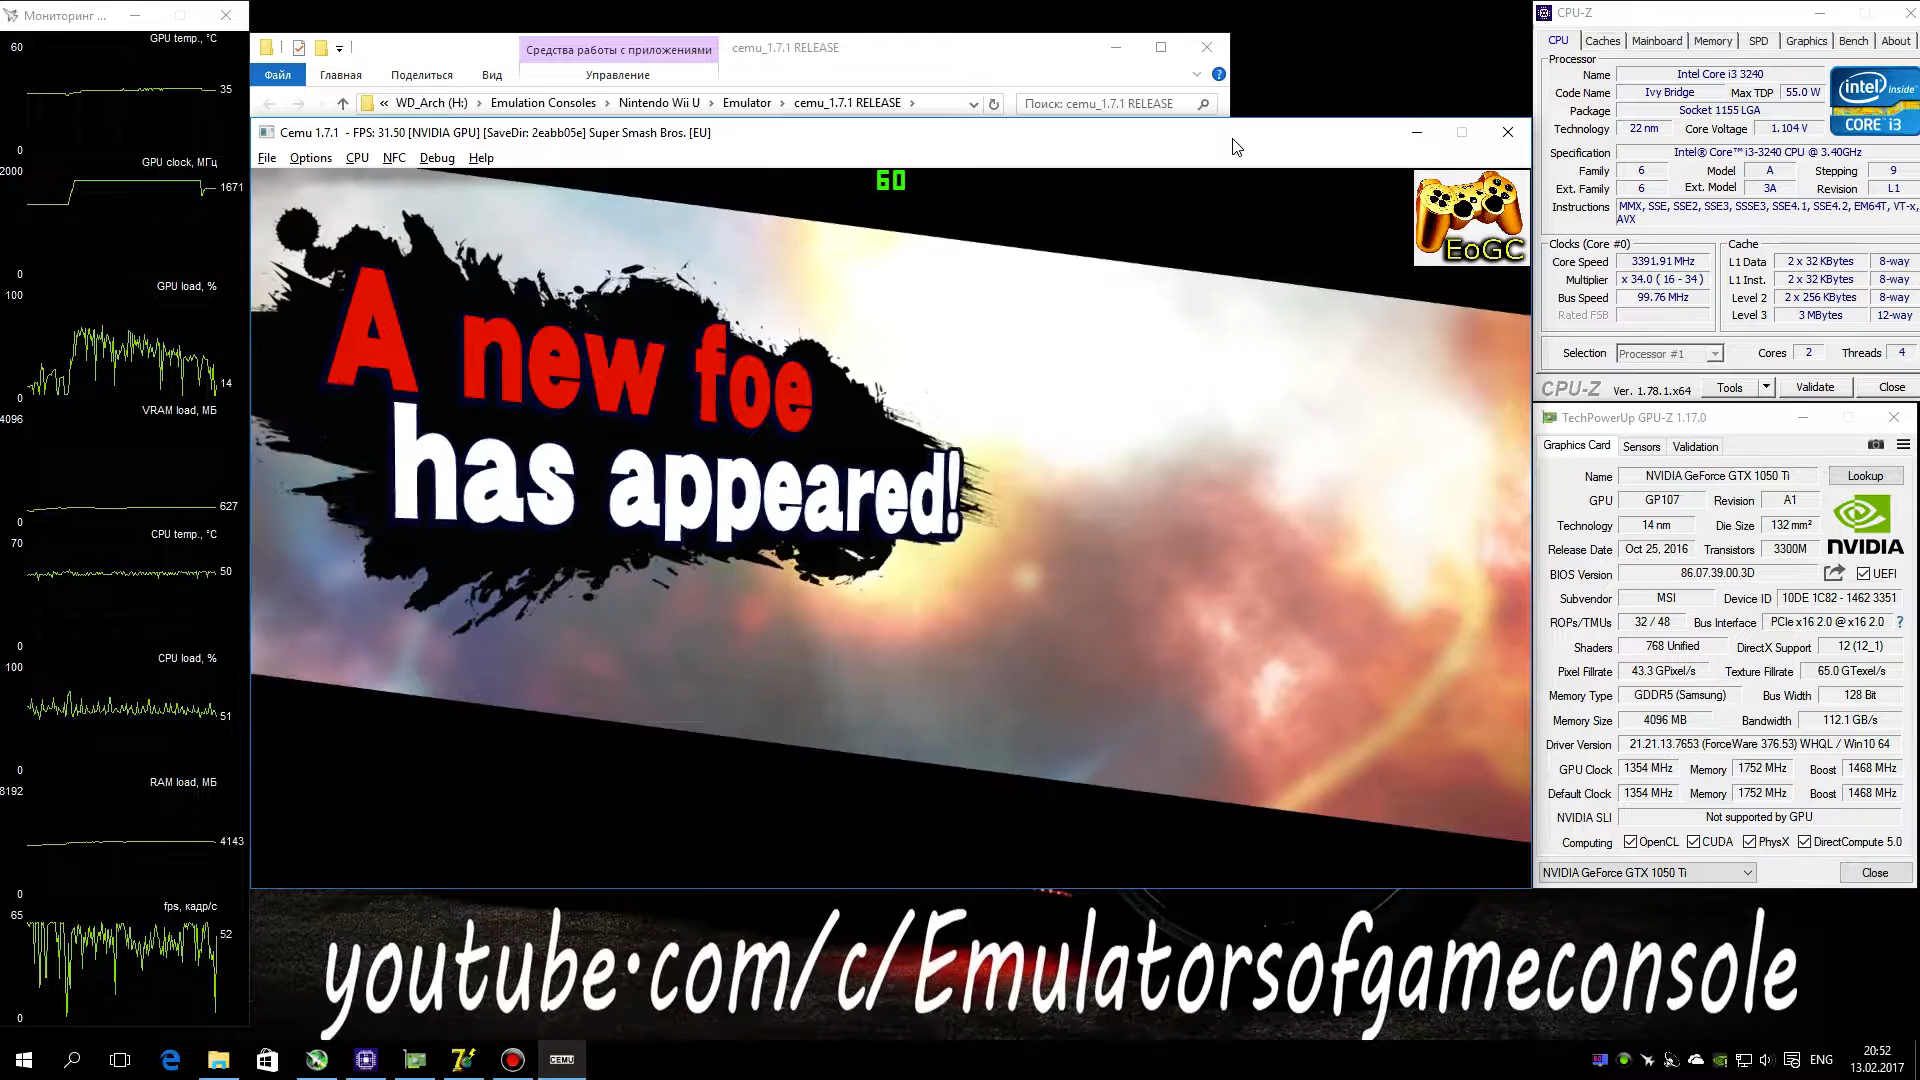 Мониторинг ...
GPU temp., °C
60
35
0
GPU clock, МГц
2000
1671
0
GPU load, %
100
14
0
VRAM load, МБ
4096
627
0
CPU temp., °C
70
50
0
CPU load, %
100
51
0
RAM load, МБ
8192
4143
0
fps, кадр/с
65
52
0
Средства работы с приложениями
cemu_1.7.1 RELEASE
Файл
Главная
Поделиться
Вид
Управление
« WD_Arch (H:) > Emulation Consoles > Nintendo Wii U > Emulator > cemu_1.7.1 RELEASE >
Поиск: cemu_1.7.1 RELEASE
Cemu 1.7.1 - FPS: 31.50 [NVIDIA GPU] [SaveDir: 2eabb05e] Super Smash Bros. [EU]
File Options CPU NFC Debug Help
60
EoGC
A new foe
has appeared!
CPU-Z
CPU Caches Mainboard Memory SPD Graphics Bench About
Processor
Name Intel Core i3 3240
Code Name Ivy Bridge Max TDP 55.0 W
Package Socket 1155 LGA
Technology 22 nm Core Voltage 1.104 V
intel inside™
CORE i3
Specification Intel® Core™ i3-3240 CPU @ 3.40GHz
Family 6 Model A Stepping 9
Ext. Family 6 Ext. Model 3A Revision L1
Instructions MMX, SSE, SSE2, SSE3, SSSE3, SSE4.1, SSE4.2, EM64T, VT-x,
AVX
Clocks (Core #0)
Core Speed 3391.91 MHz
Multiplier x 34.0 ( 16 - 34 )
Bus Speed 99.76 MHz
Rated FSB
Cache
L1 Data 2 x 32 KBytes 8-way
L1 Inst. 2 x 32 KBytes 8-way
Level 2 2 x 256 KBytes 8-way
Level 3 3 MBytes 12-way
Selection Processor #1 Cores 2 Threads 4
CPU-Z Ver. 1.78.1.x64 Tools Validate Close
TechPowerUp GPU-Z 1.17.0
Graphics Card Sensors Validation
Name NVIDIA GeForce GTX 1050 Ti Lookup
GPU GP107 Revision A1
Technology 14 nm Die Size 132 mm²
Release Date Oct 25, 2016 Transistors 3300M
NVIDIA
BIOS Version 86.07.39.00.3D UEFI
Subvendor MSI Device ID 10DE 1C82 - 1462 3351
ROPs/TMUs 32 / 48 Bus Interface PCIe x16 2.0 @ x16 2.0 ?
Shaders 768 Unified DirectX Support 12 (12_1)
Pixel Fillrate 43.3 GPixel/s Texture Fillrate 65.0 GTexel/s
Memory Type GDDR5 (Samsung) Bus Width 128 Bit
Memory Size 4096 MB Bandwidth 112.1 GB/s
Driver Version 21.21.13.7653 (ForceWare 376.53) WHQL / Win10 64
GPU Clock 1354 MHz Memory 1752 MHz Boost 1468 MHz
Default Clock 1354 MHz Memory 1752 MHz Boost 1468 MHz
NVIDIA SLI Not supported by GPU
Computing OpenCL CUDA PhysX DirectCompute 5.0
NVIDIA GeForce GTX 1050 Ti Close
youtube.com/c/Emulatorsofgameconsole
CEMU
ENG
20:52
13.02.2017